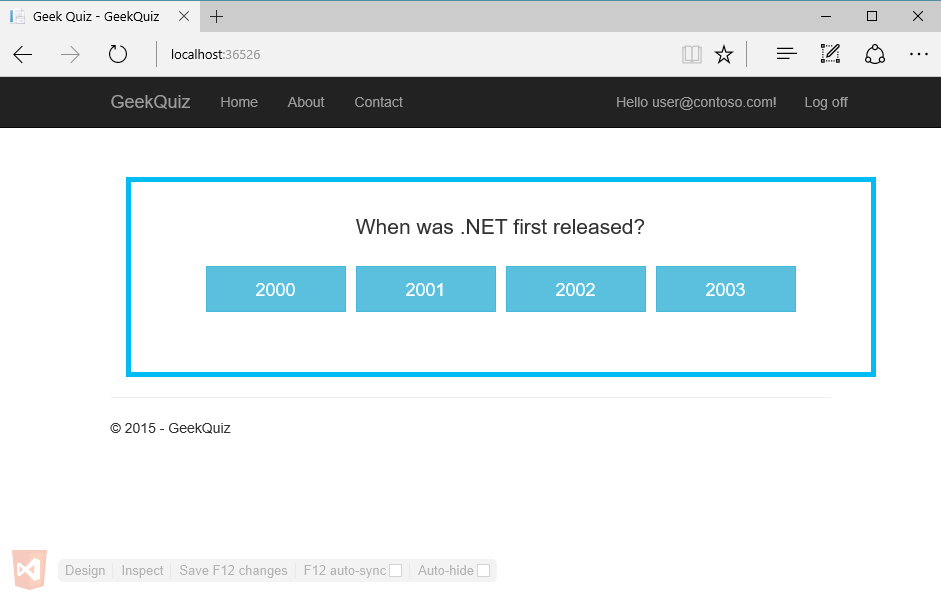 Geek Quiz - GeekQuiz
localhost:36526
GeekQuiz Home About Contact Hello user@contoso.com! Log off
When was .NET first released?
2000 2001 2002 2003
© 2015 - GeekQuiz
Design Inspect Save F12 changes F12 auto-sync Auto-hide